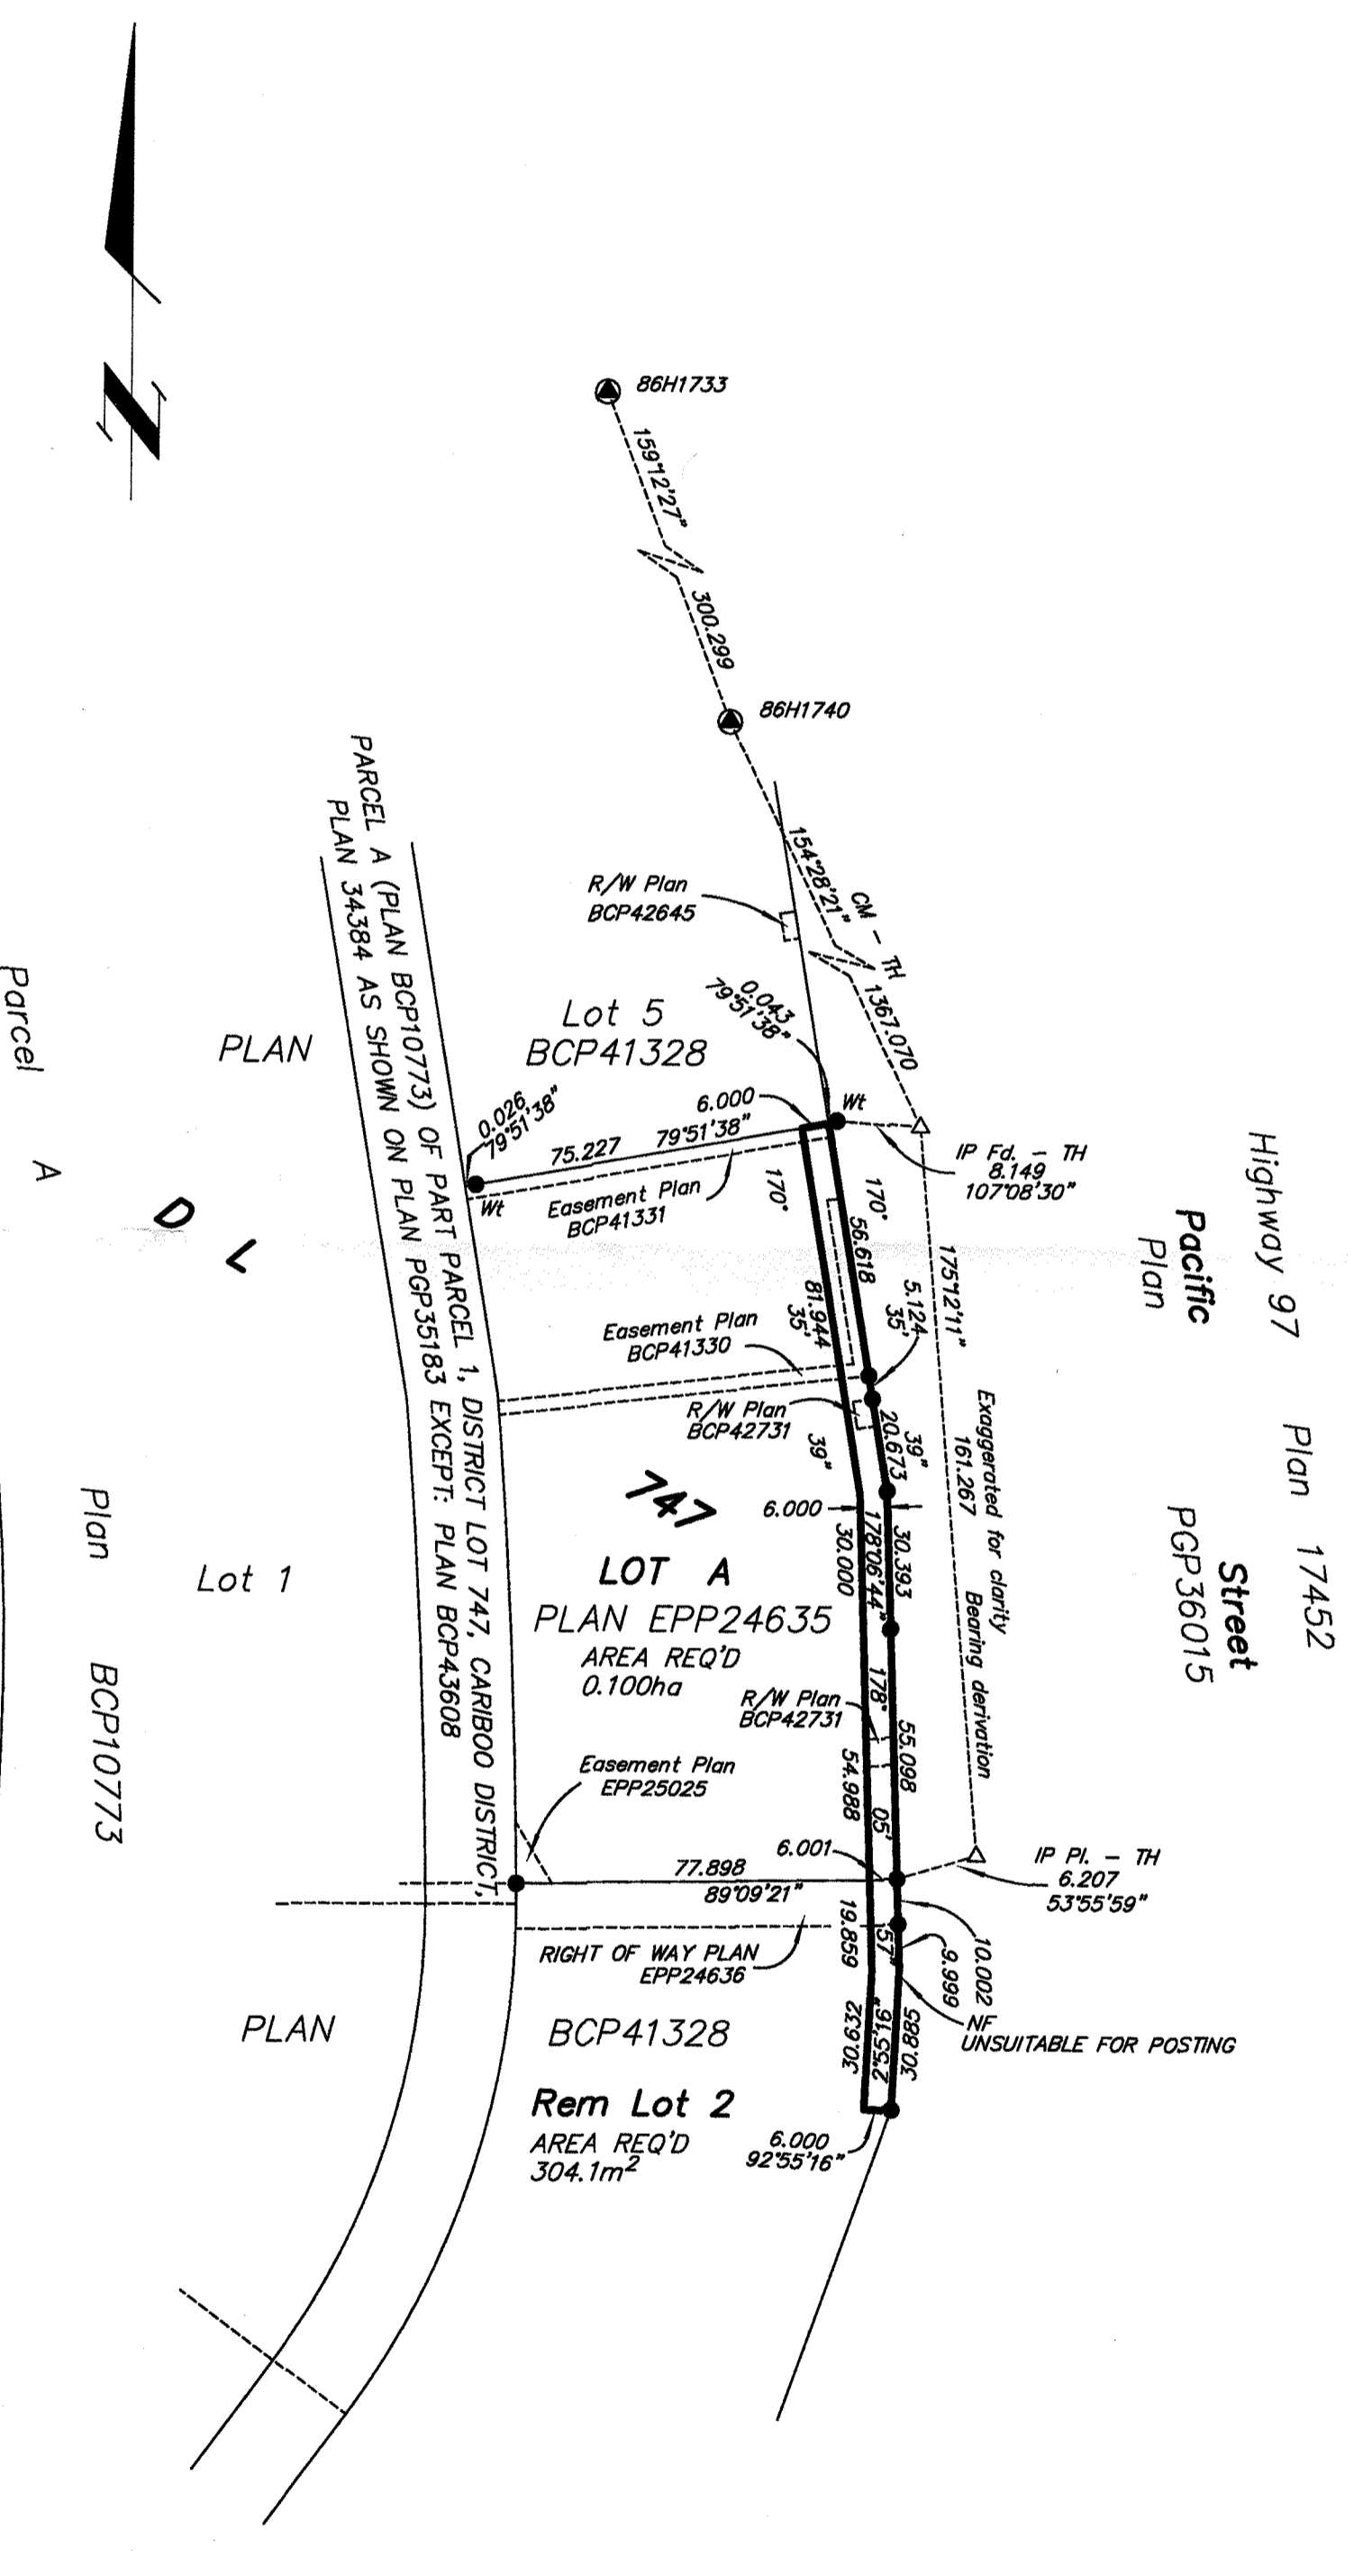 N
86H1733
159°12'27"
300.299
86H1740
154°28'21"
CM - TH
1367.070
R/W Plan
BCP42645
0.043
79°51'38"
Lot 5
BCP41328
PLAN
Wt
6.000
79°51'38"
75.227
0.026
79°51'38"
Wt
Easement Plan
BCP41331
IP Fd. - TH
8.149
107°08'30"
PARCEL A (PLAN BCP10773) OF PART PARCEL 1, DISTRICT LOT 747, CARIBOO DISTRICT,
PLAN 34384 AS SHOWN ON PLAN PGP35183 EXCEPT: PLAN BCP43608
Parcel A
Plan BCP10773
D L
747
Highway 97 Plan 17452
Pacific Street
Plan PGP36015
170°
170°
56.618
5.124
35'
81.944
35'
175°12'11"
Exaggerated for clarity
161.267
Bearing derivation
Easement Plan
BCP41330
R/W Plan
BCP42731
39"
39"
20.673
6.000
30.393
178°06'44"
30.000
Lot 1
LOT A
PLAN EPP24635
AREA REQ'D
0.100ha
R/W Plan
BCP42731
178°
55.098
54.988
05'
Easement Plan
EPP25025
6.001
77.898
89°09'21"
IP Pl. - TH
6.207
53°55'59"
10.002
9.999
57"
19.859
RIGHT OF WAY PLAN
EPP24636
NF
UNSUITABLE FOR POSTING
30.885
2°55'16"
30.632
PLAN
BCP41328
Rem Lot 2
AREA REQ'D
304.1m²
6.000
92°55'16"